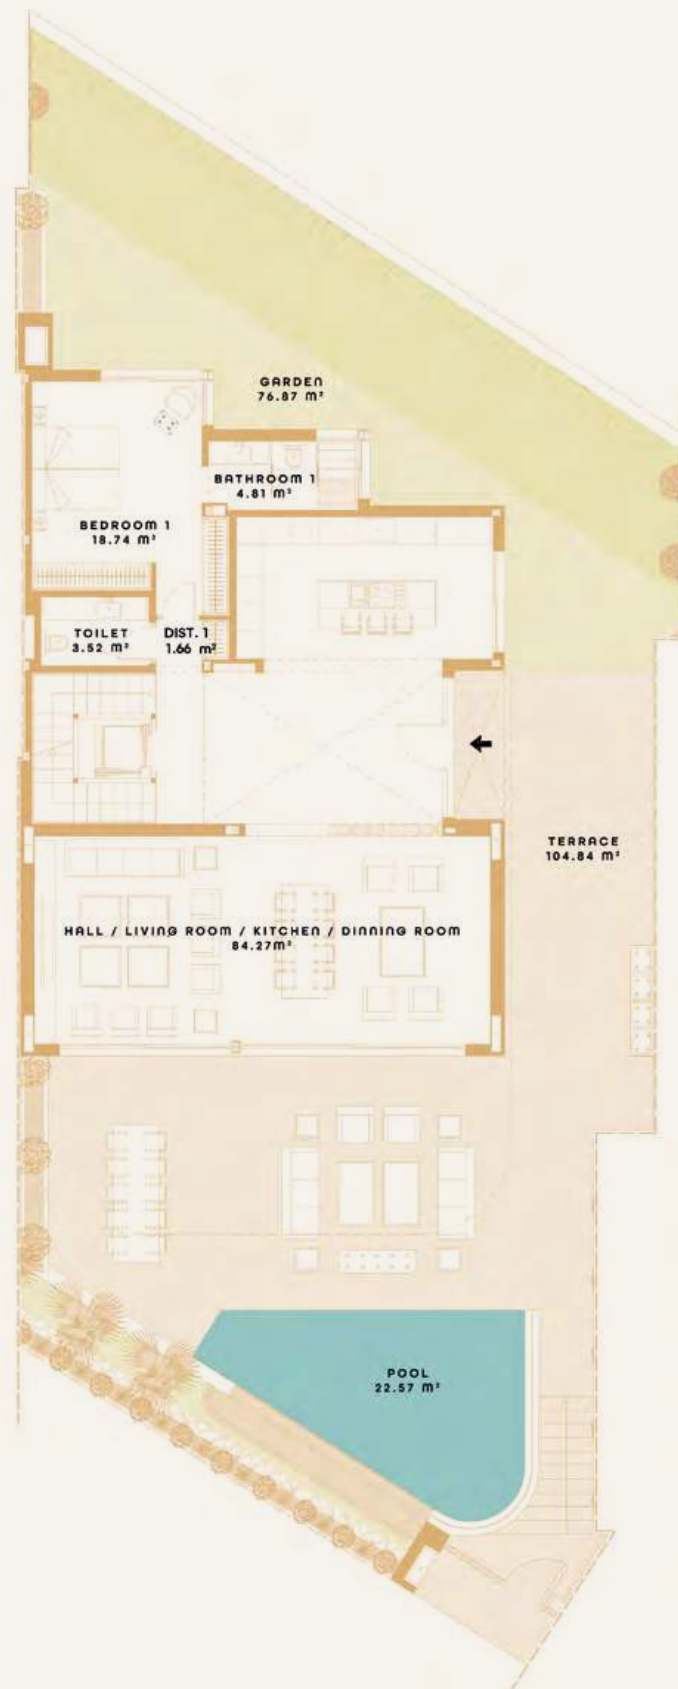 GARDEN
76.87 m²
BATHROOM 1
4.81 m²
BEDROOM 1
18.74 m²
TOILET
3.52 m²
DIST. 1
1.66 m²
TERRACE
104.84 m²
HALL / LIVING ROOM / KITCHEN / DINNING ROOM
84.27m²
POOL
22.57 m²